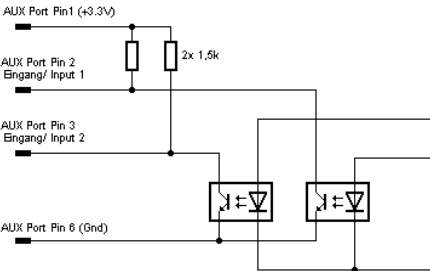 AUX Port Pin1 (+3.3V)
2x 1,5k
AUX Port Pin 2
Eingang/ Input 1
AUX Port Pin 3
Eingang/ Input 2
AUX Port Pin 6 (Gnd)